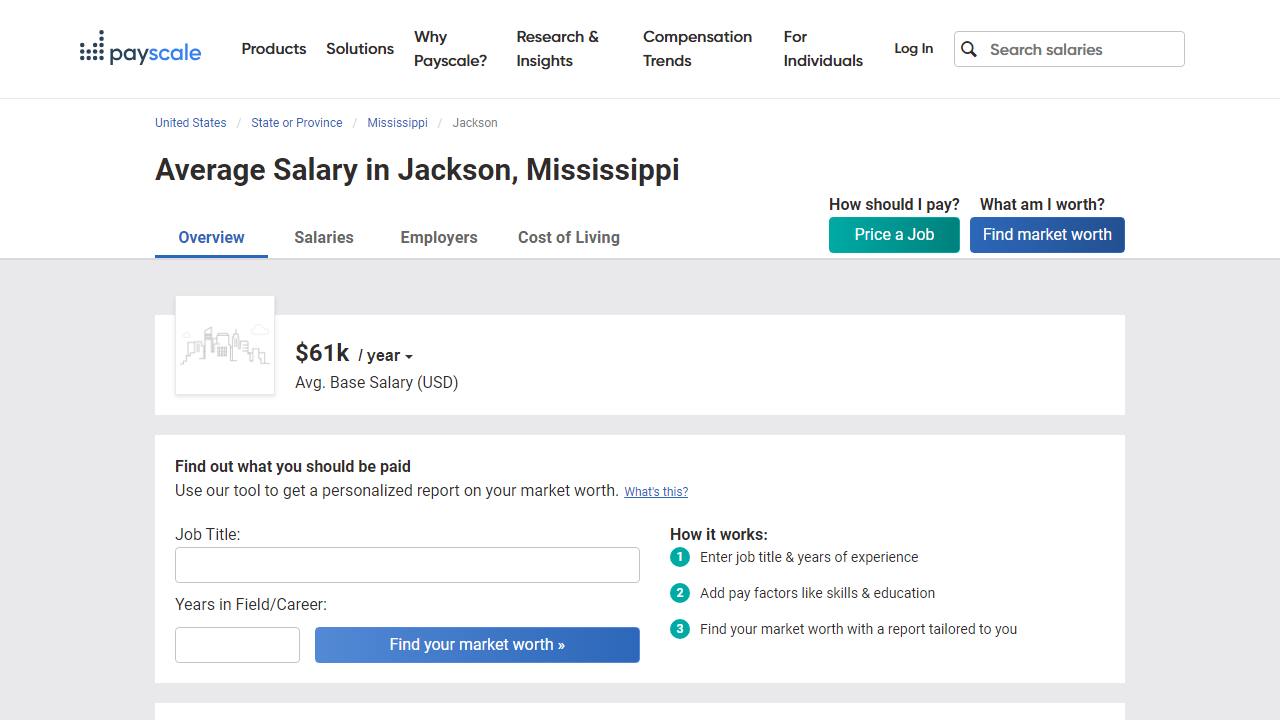 payscale
Products
Solutions
Why
Payscale?
Research &
Insights
Compensation
Trends
For
Individuals
Log In
Search salaries
United States / State or Province / Mississippi / Jackson
Average Salary in Jackson, Mississippi
How should I pay?
Price a Job
What am I worth?
Find market worth
Overview
Salaries
Employers
Cost of Living
$61k / year
Avg. Base Salary (USD)
Find out what you should be paid
Use our tool to get a personalized report on your market worth. What's this?
Job Title:
Years in Field/Career:
Find your market worth »
How it works:
1 Enter job title & years of experience
2 Add pay factors like skills & education
3 Find your market worth with a report tailored to you